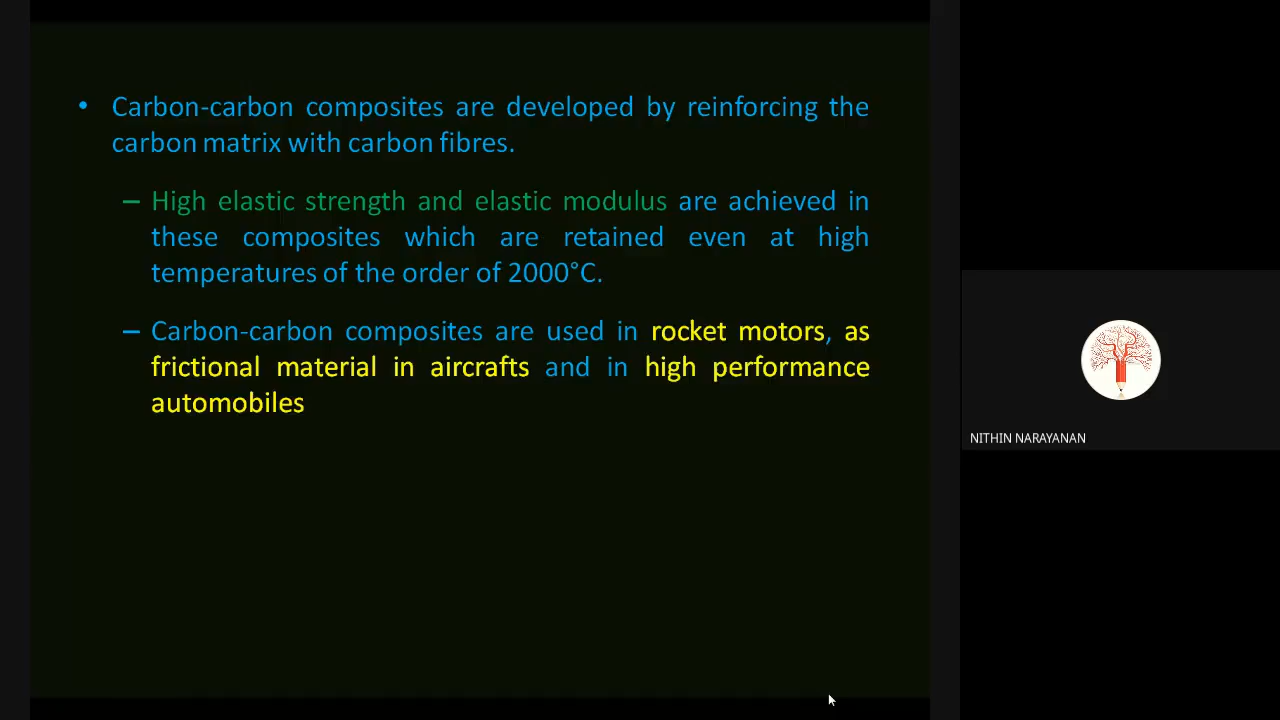 • Carbon-carbon composites are developed by reinforcing the
carbon matrix with carbon fibres.
– High elastic strength and elastic modulus are achieved in
these composites which are retained even at high
temperatures of the order of 2000°C.
– Carbon-carbon composites are used in rocket motors, as
frictional material in aircrafts and in high performance
automobiles
NITHIN NARAYANAN